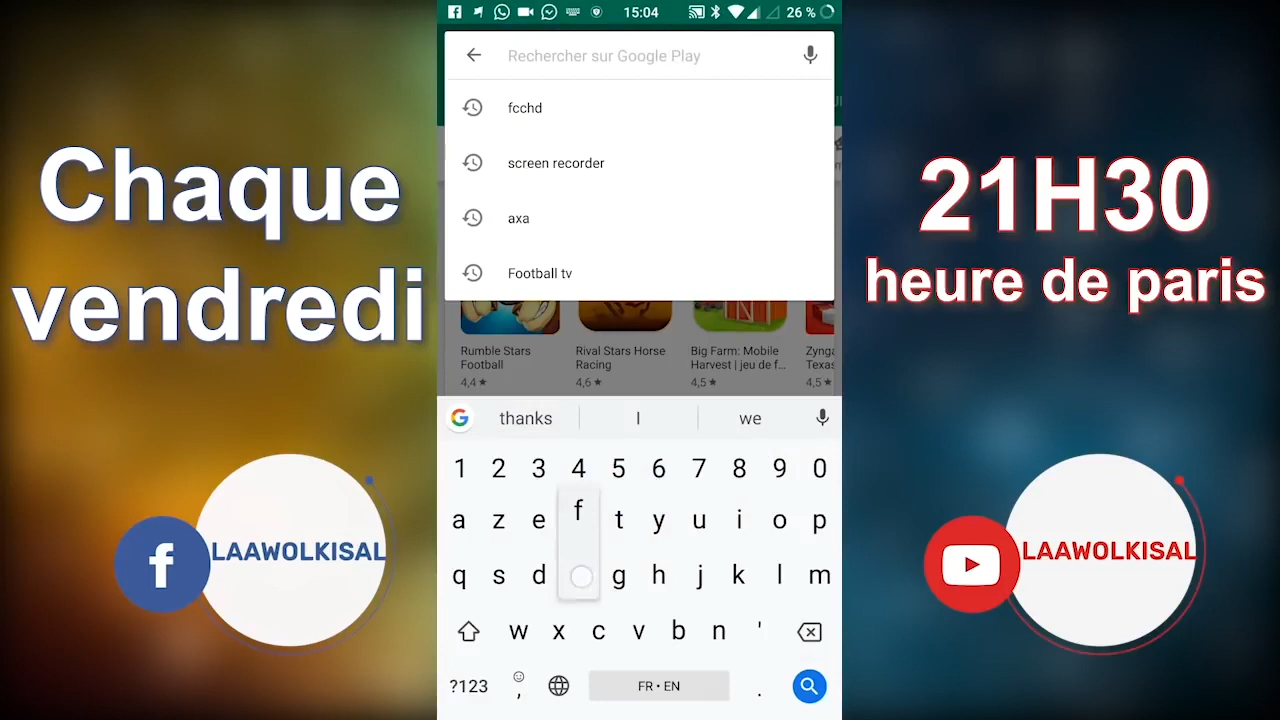 Chaque
vendredi
LAAWOLKISAL
15:04
26 %
Rechercher sur Google Play
fcchd
screen recorder
axa
Football tv
Rumble Stars
Football
4,4★
Rival Stars Horse
Racing
4,6★
Big Farm: Mobile
Harvest | jeu de f...
4,5★
Zynga
Texas
4,5★
thanks I we
1 2 3 4 5 6 7 8 9 0
a z e f t y u i o p
q s d g h j k l m
w x c v b n '
?123 , FR • EN .
21H30
heure de paris
LAAWOLKISAL